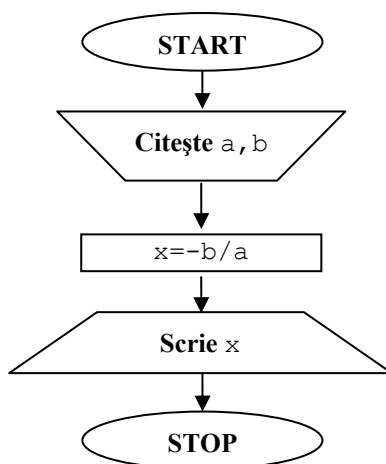 START
Citeşte a,b
x=-b/a
Scrie x
STOP